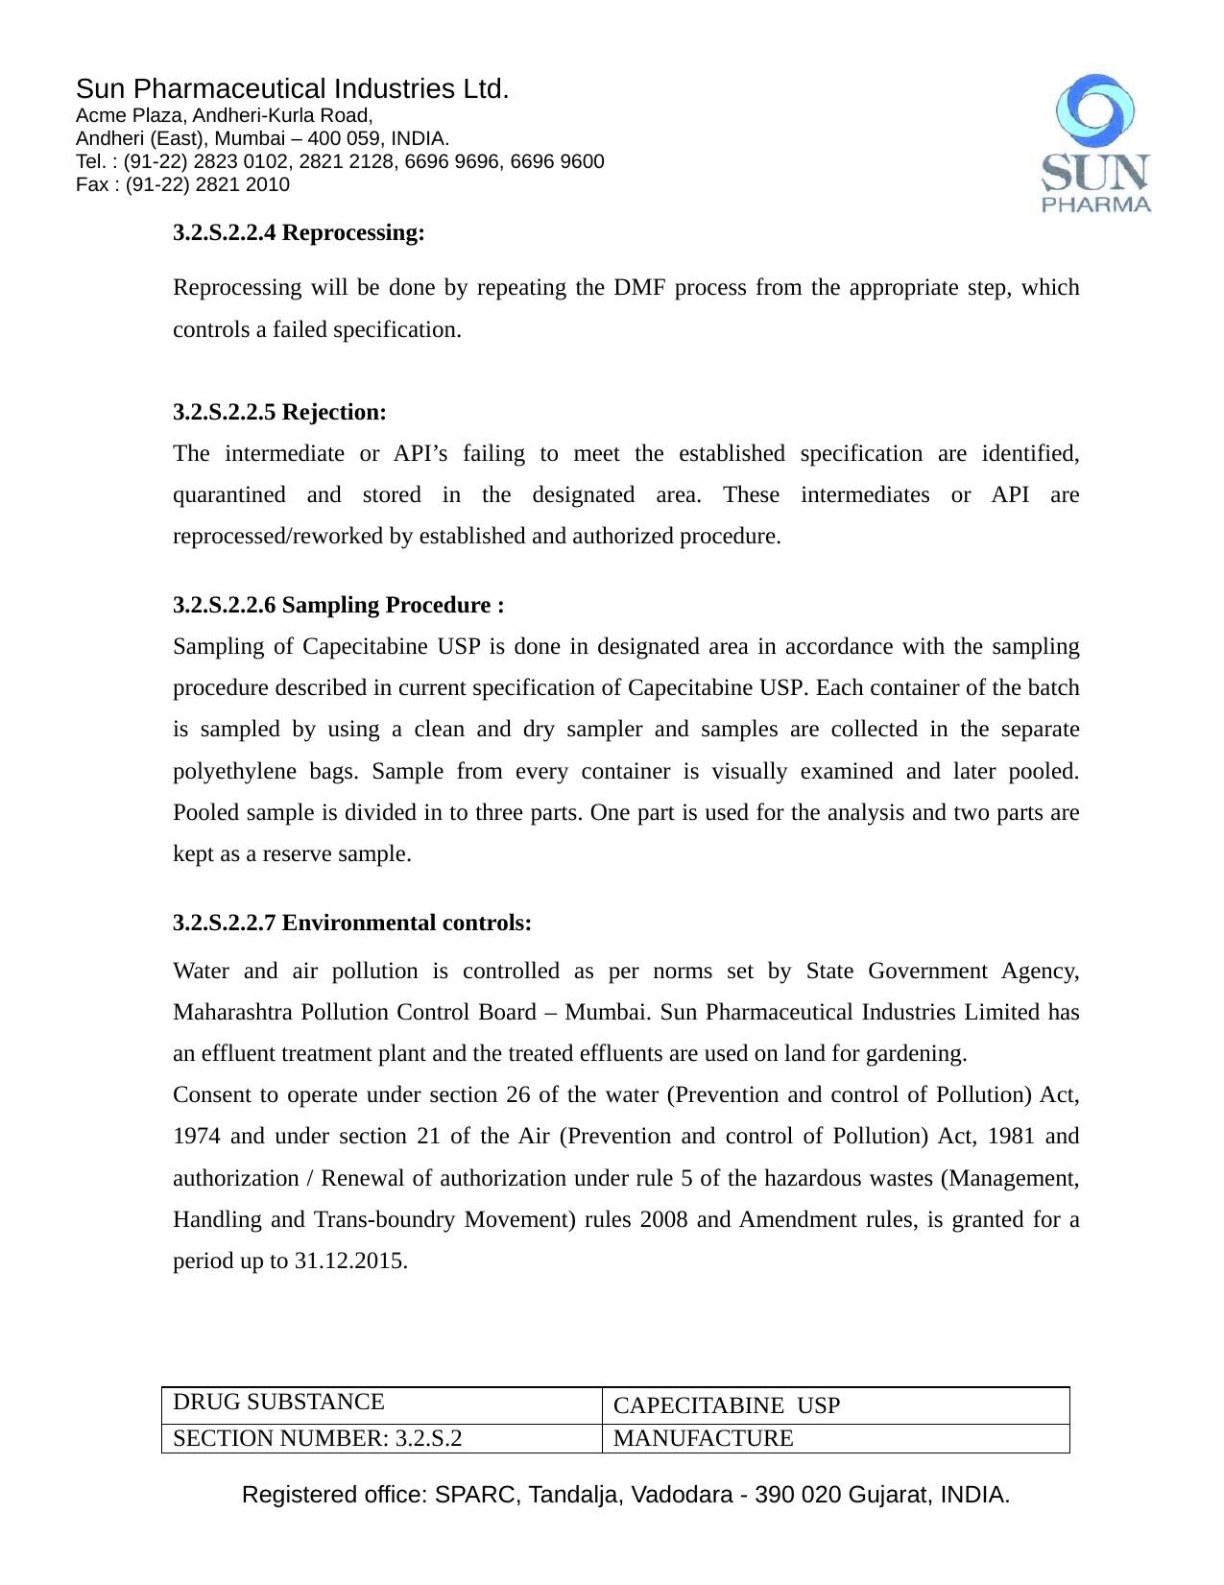 Sun Pharmaceutical Industries Ltd.
Acme Plaza, Andheri-Kurla Road,
Andheri (East), Mumbai – 400 059, INDIA.
Tel. : (91-22) 2823 0102, 2821 2128, 6696 9696, 6696 9600
Fax : (91-22) 2821 2010
SUN
PHARMA
3.2.S.2.2.4 Reprocessing:
Reprocessing will be done by repeating the DMF process from the appropriate step, which
controls a failed specification.
3.2.S.2.2.5 Rejection:
The intermediate or API’s failing to meet the established specification are identified,
quarantined and stored in the designated area. These intermediates or API are
reprocessed/reworked by established and authorized procedure.
3.2.S.2.2.6 Sampling Procedure :
Sampling of Capecitabine USP is done in designated area in accordance with the sampling
procedure described in current specification of Capecitabine USP. Each container of the batch
is sampled by using a clean and dry sampler and samples are collected in the separate
polyethylene bags. Sample from every container is visually examined and later pooled.
Pooled sample is divided in to three parts. One part is used for the analysis and two parts are
kept as a reserve sample.
3.2.S.2.2.7 Environmental controls:
Water and air pollution is controlled as per norms set by State Government Agency,
Maharashtra Pollution Control Board – Mumbai. Sun Pharmaceutical Industries Limited has
an effluent treatment plant and the treated effluents are used on land for gardening.
Consent to operate under section 26 of the water (Prevention and control of Pollution) Act,
1974 and under section 21 of the Air (Prevention and control of Pollution) Act, 1981 and
authorization / Renewal of authorization under rule 5 of the hazardous wastes (Management,
Handling and Trans-boundry Movement) rules 2008 and Amendment rules, is granted for a
period up to 31.12.2015.
DRUG SUBSTANCE CAPECITABINE USP
SECTION NUMBER: 3.2.S.2 MANUFACTURE
Registered office: SPARC, Tandalja, Vadodara - 390 020 Gujarat, INDIA.